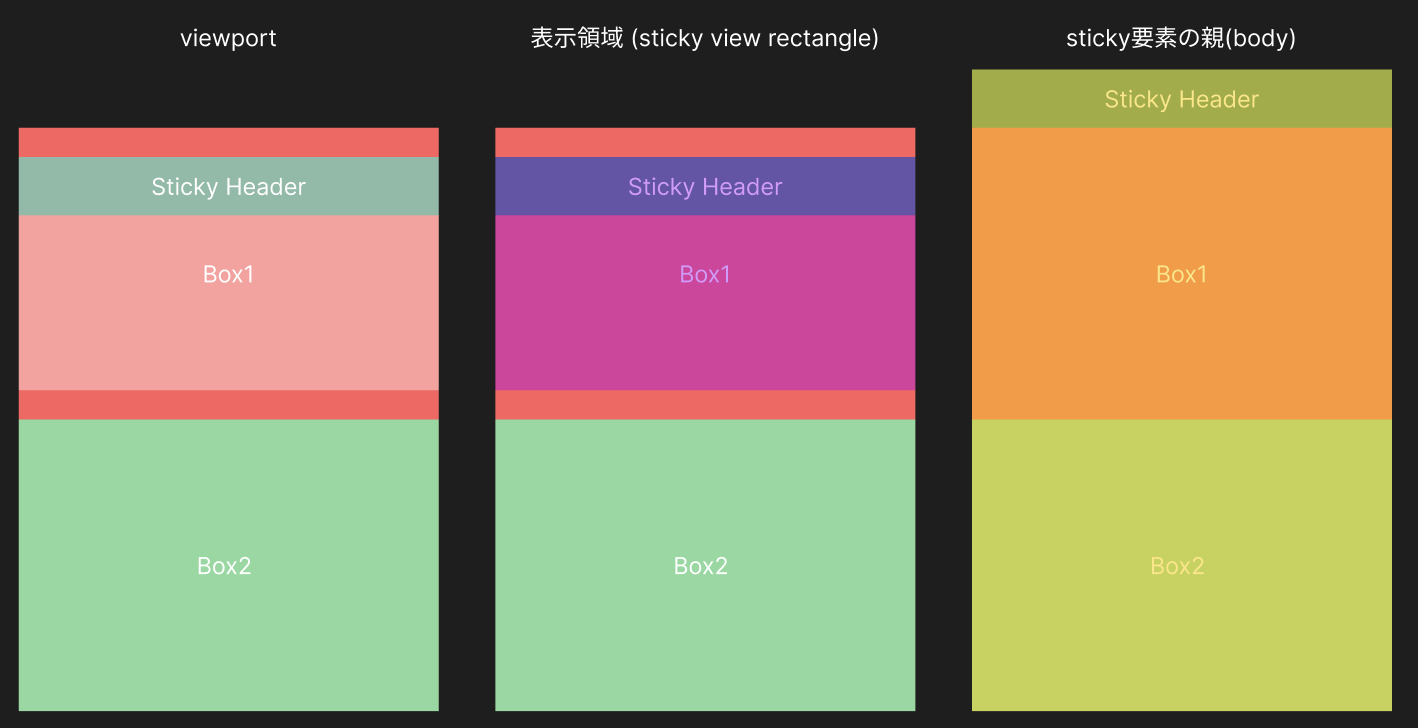 viewport
Sticky Header
Box1
Box2
表示領域 (sticky view rectangle)
Sticky Header
Box1
Box2
sticky要素の親(body)
Sticky Header
Box1
Box2